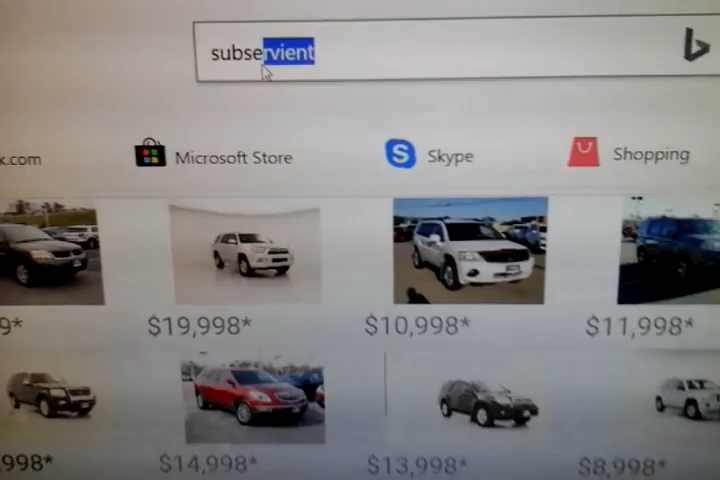 subservient
k.com
Microsoft Store
Skype
Shopping
9*
$19,998*
$10,998*
$11,998*
,998*
$14,998*
$13,998*
$8,998*